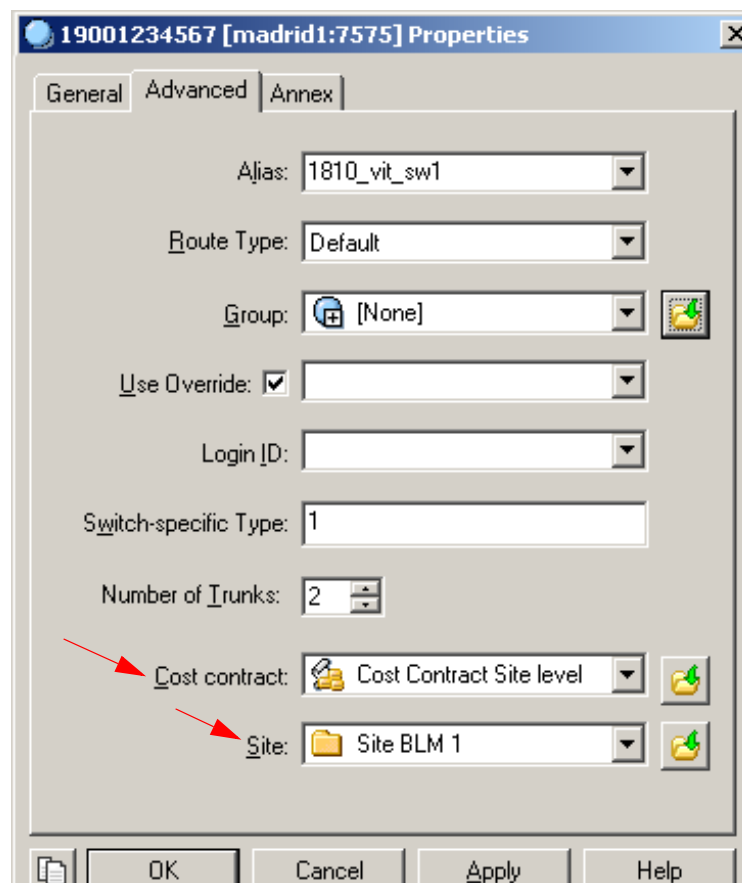 19001234567 [madrid1:7575] Properties
General Advanced Annex
Alias: 1810_vit_sw1
Route Type: Default
Group: [None]
Use Override:
Login ID:
Switch-specific Type: 1
Number of Trunks: 2
Cost contract: Cost Contract Site level
Site: Site BLM 1
OK Cancel Apply Help